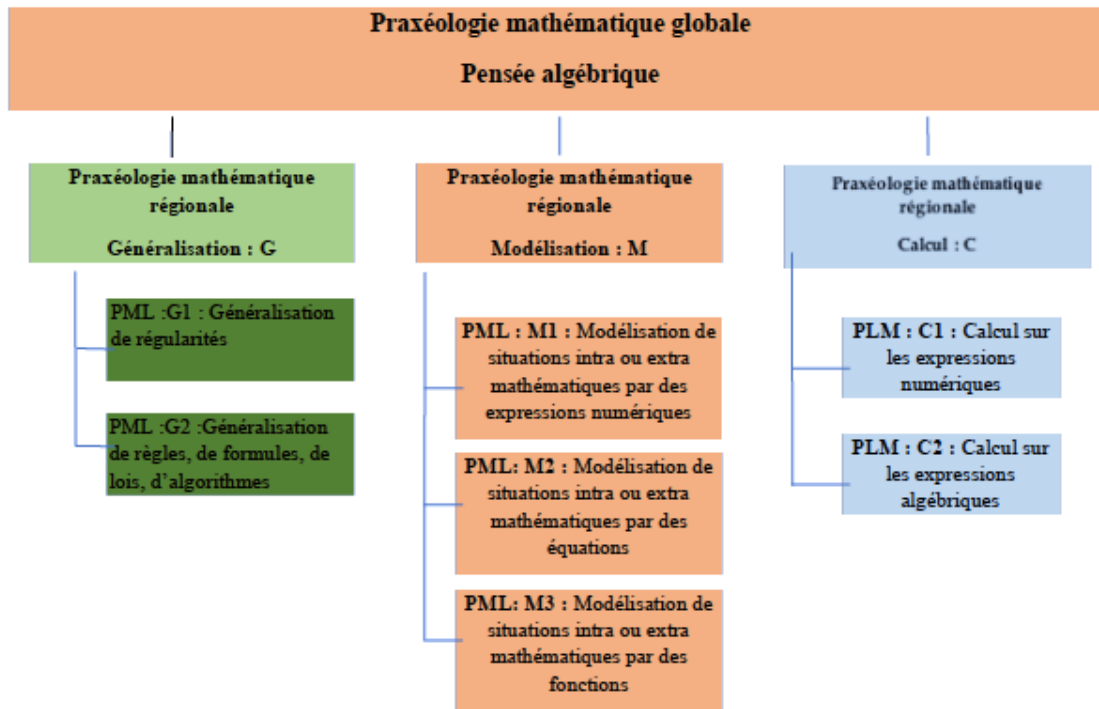 Praxéologie mathématique globale
Pensée algébrique
Praxéologie mathématique
régionale
Généralisation : G
PML :G1 : Généralisation
de régularités
PML :G2 :Généralisation
de règles, de formules, de
lois, d’algorithmes
Praxéologie mathématique
régionale
Modélisation : M
PML : M1 : Modélisation de
situations intra ou extra
mathématiques par des
expressions numériques
PML: M2 : Modélisation de
situations intra ou extra
mathématiques par des
équations
PML: M3 : Modélisation de
situations intra ou extra
mathématiques par des
fonctions
Praxéologie mathématique
régionale
Calcul : C
PLM : C1 : Calcul sur
les expressions
numériques
PLM : C2 : Calcul sur
les expressions
algébriques